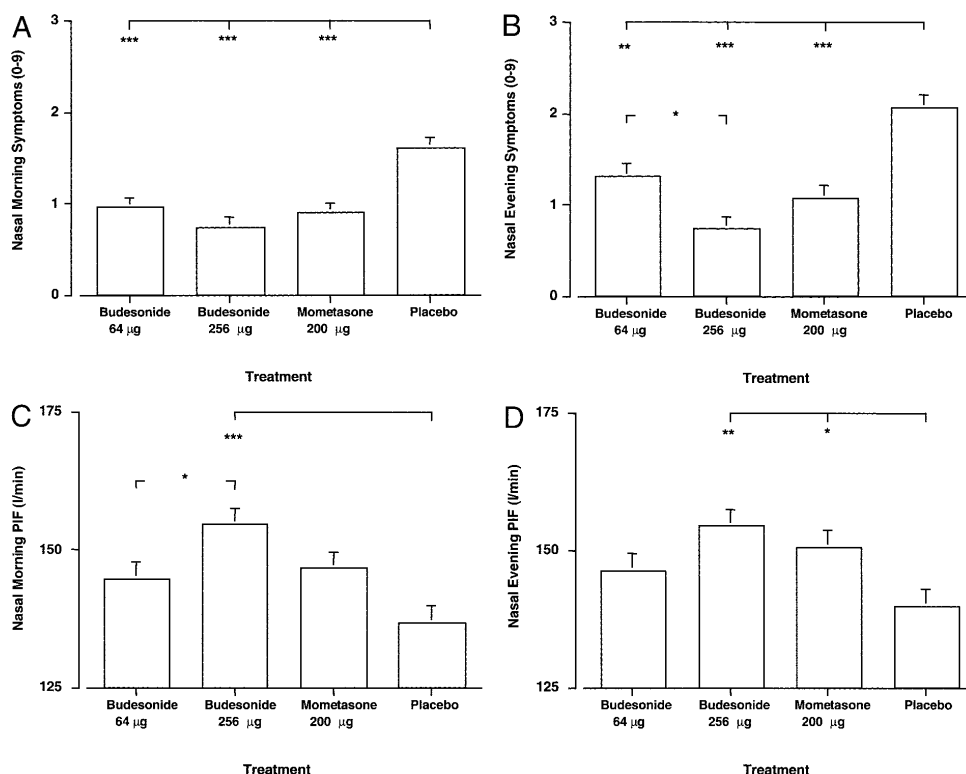 A
Nasal Morning Symptoms (0-9)
3
2
1
0
*** *** ***
Budesonide 64 µg
Budesonide 256 µg
Mometasone 200 µg
Placebo
Treatment
B
Nasal Evening Symptoms (0-9)
3
2
1
0
** *** ***
*
Budesonide 64 µg
Budesonide 256 µg
Mometasone 200 µg
Placebo
Treatment
C
Nasal Morning PIF (l/min)
175
150
125
***
*
Budesonide 64 µg
Budesonide 256 µg
Mometasone 200 µg
Placebo
Treatment
D
Nasal Evening PIF (l/min)
175
150
125
** *
Budesonide 64 µg
Budesonide 256 µg
Mometasone 200 µg
Placebo
Treatment